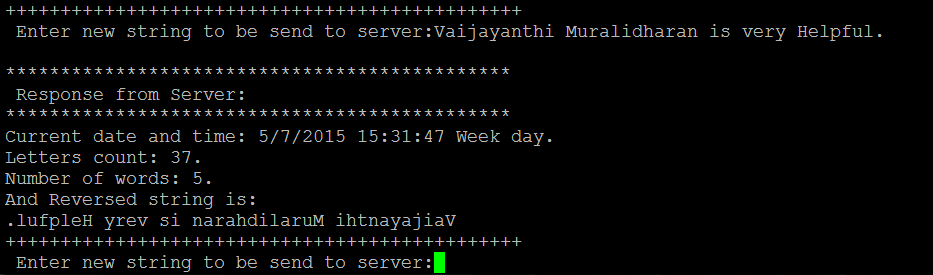 +++++++++++++++++++++++++++++++++++++++++++++++
Enter new string to be send to server:Vaijayanthi Muralidharan is very Helpful.
**********************************************
Response from Server:
**********************************************
Current date and time: 5/7/2015 15:31:47 Week day.
Letters count: 37.
Number of words: 5.
And Reversed string is:
.lufpleH yrev si narahdilaruM ihtnayajiaV
+++++++++++++++++++++++++++++++++++++++++++++++
Enter new string to be send to server: